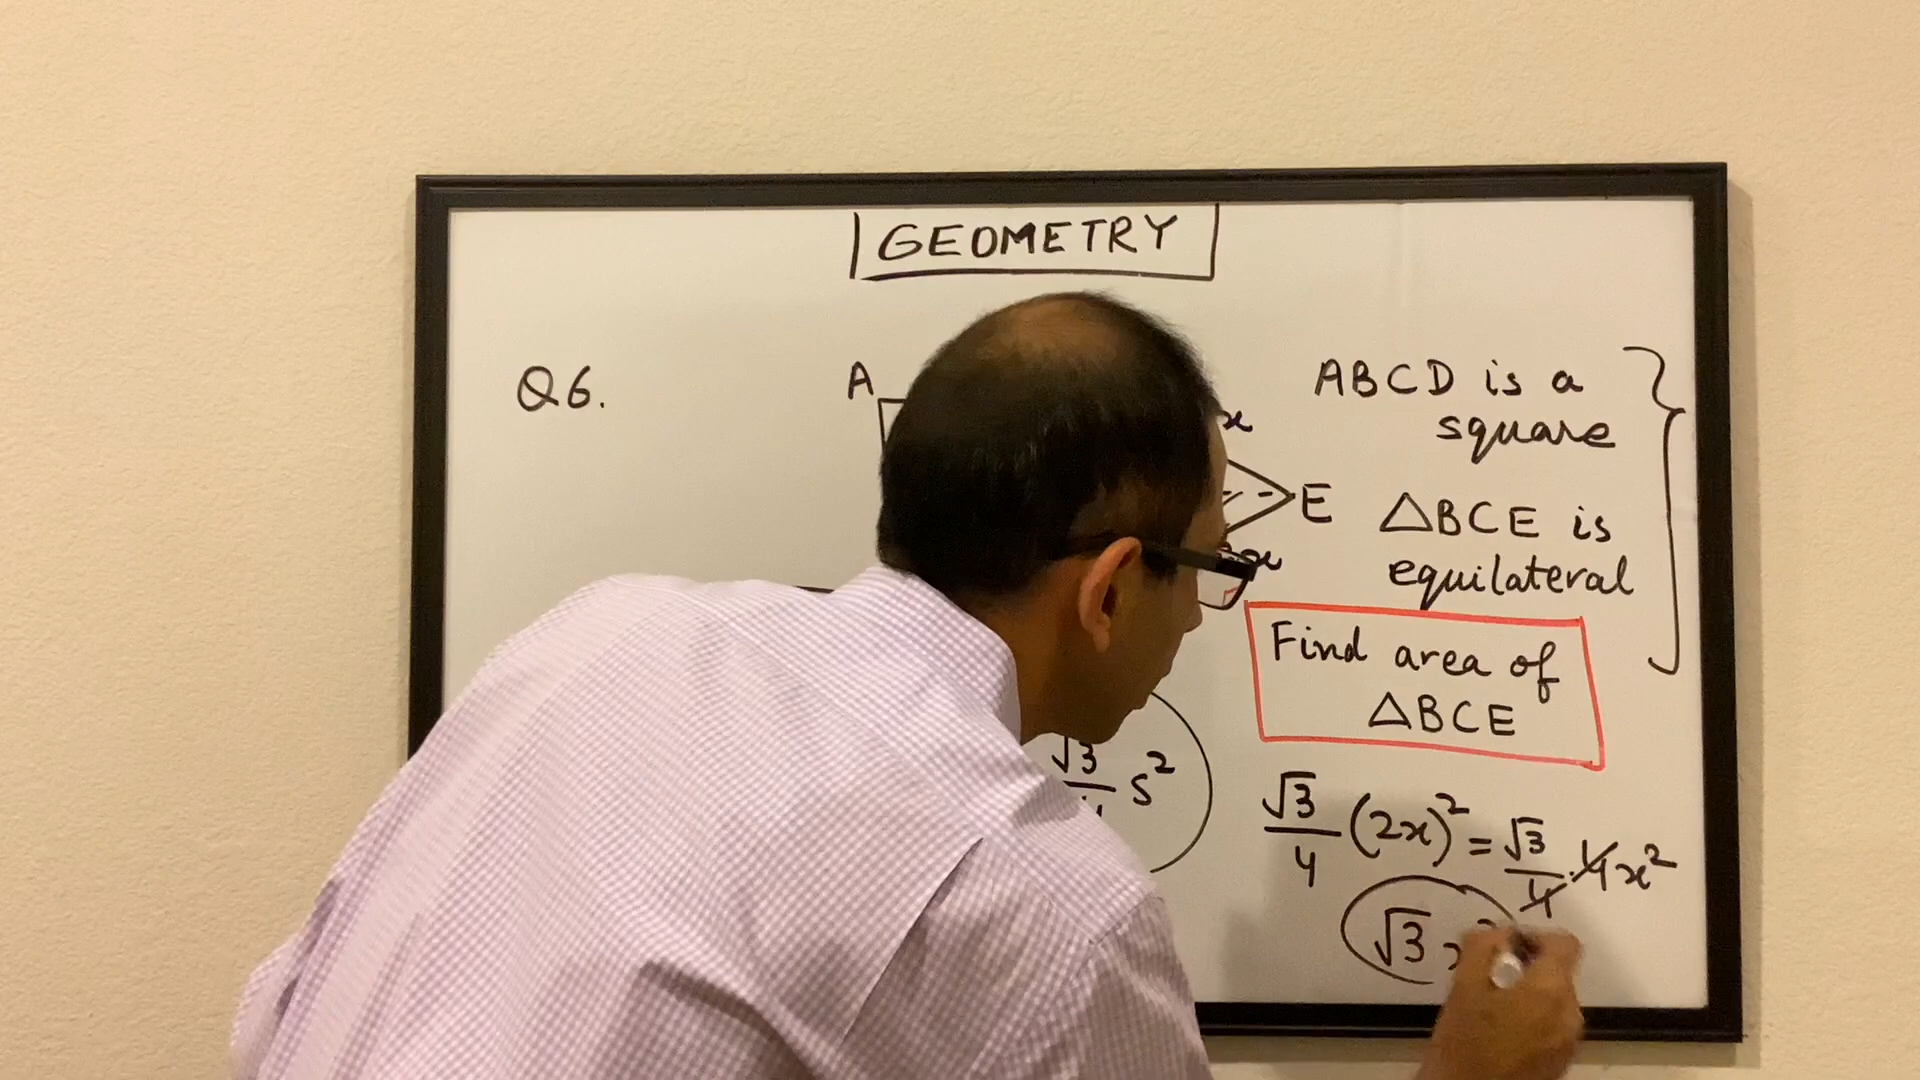 GEOMETRY
Q6.
A
x
E
x
ABCD is a
square
△BCE is
equilateral
Find area of
△BCE
√3/4 s²
√3/4 (2x)² = √3/4 · 4x²
√3